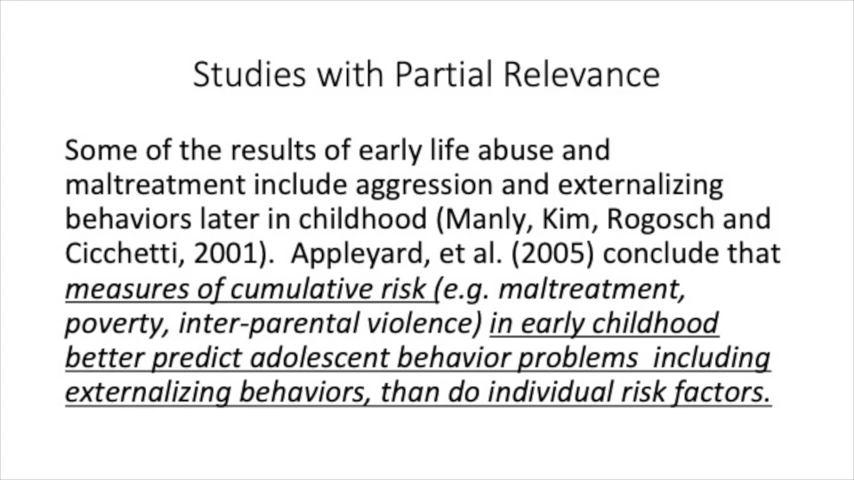 Studies with Partial Relevance
Some of the results of early life abuse and
maltreatment include aggression and externalizing
behaviors later in childhood (Manly, Kim, Rogosch and
Cicchetti, 2001).  Appleyard, et al. (2005) conclude that
measures of cumulative risk (e.g. maltreatment,
poverty, inter-parental violence) in early childhood
better predict adolescent behavior problems  including
externalizing behaviors, than do individual risk factors.